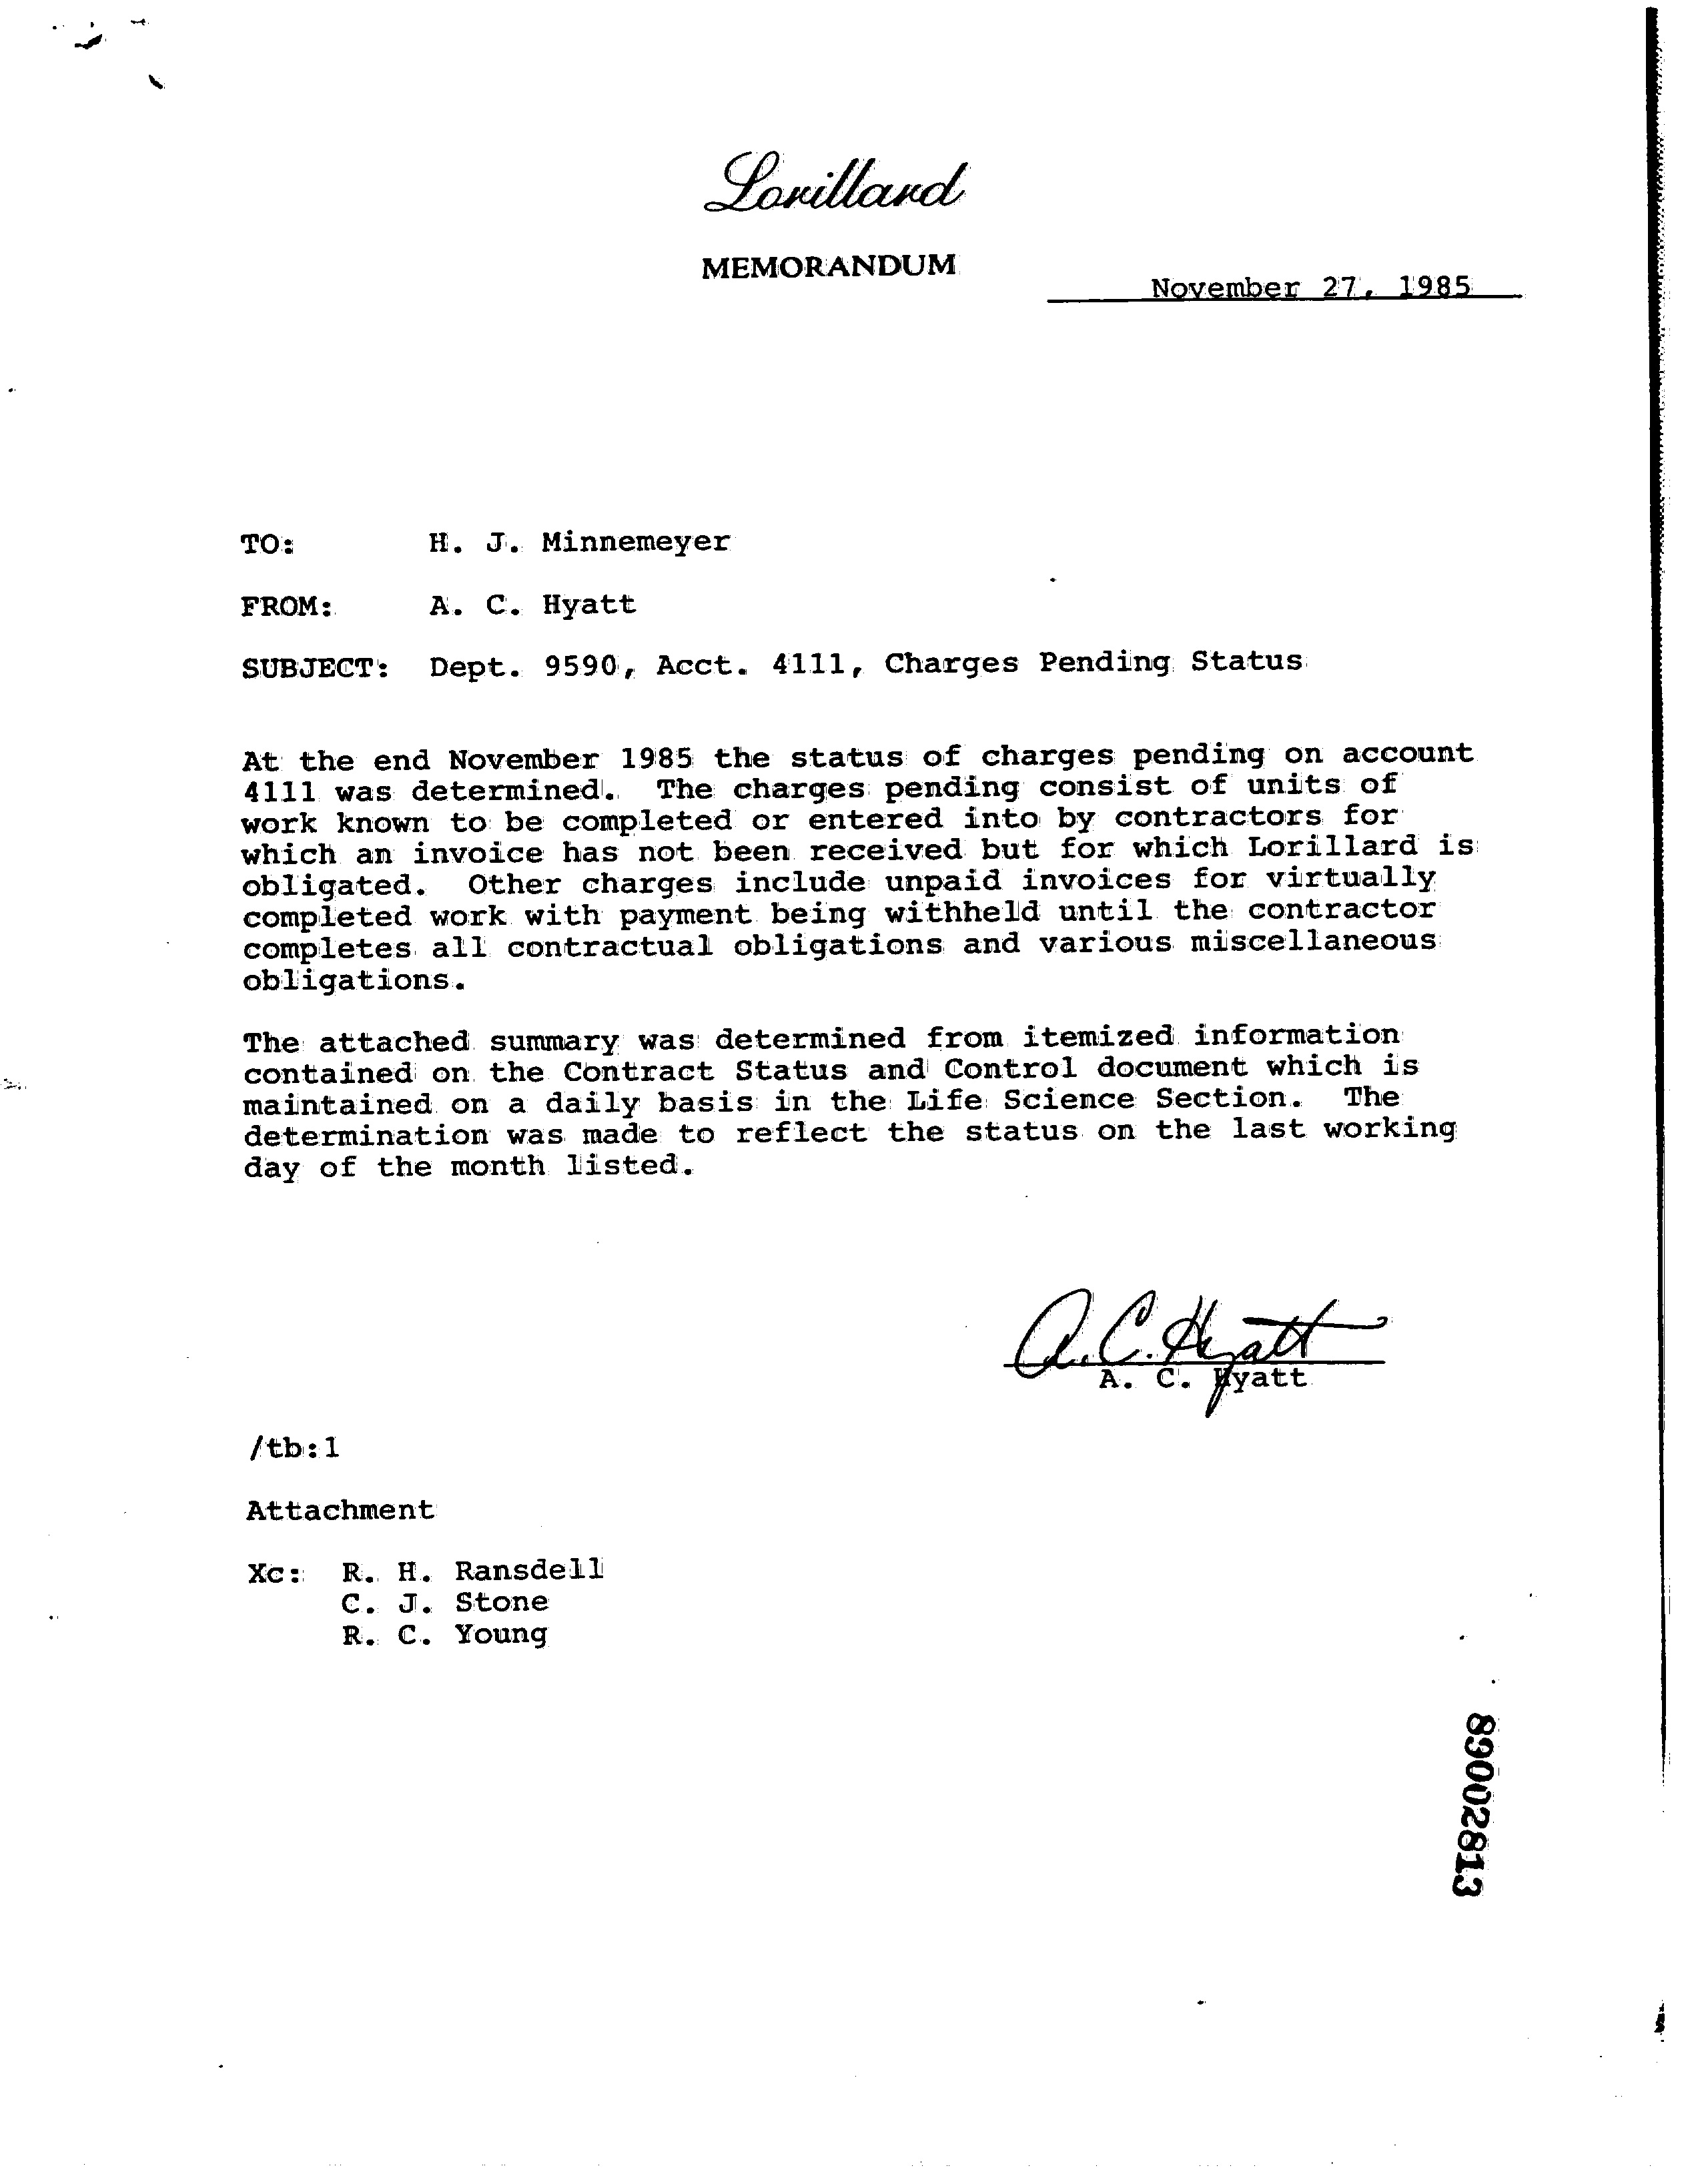 Lorillard
MEMORANDUM
November 27, 1985
TO: H. J. Minnemeyer
FROM: A. C. Hyatt
SUBJECT: Dept. 9590, Acct. 4111, Charges Pending Status
At the end November 1985 the status of charges pending on account
4111 was determined. The charges pending consist of units of
work known to be completed or entered into by contractors for
which an invoice has not been received but for which Lorillard is
obligated. Other charges include unpaid invoices for virtually
completed work with payment being withheld until the contractor
completes all contractual obligations and various miscellaneous
obligations.
The attached summary was determined from itemized information
contained on the Contract Status and Control document which is
maintained on a daily basis in the Life Science Section. The
determination was made to reflect the status on the last working
day of the month listed.
A. C. Hyatt
A. C. Hyatt
/tb:1
Attachment
Xc: R. H. Ransdell
C. J. Stone
R. C. Young
89002813